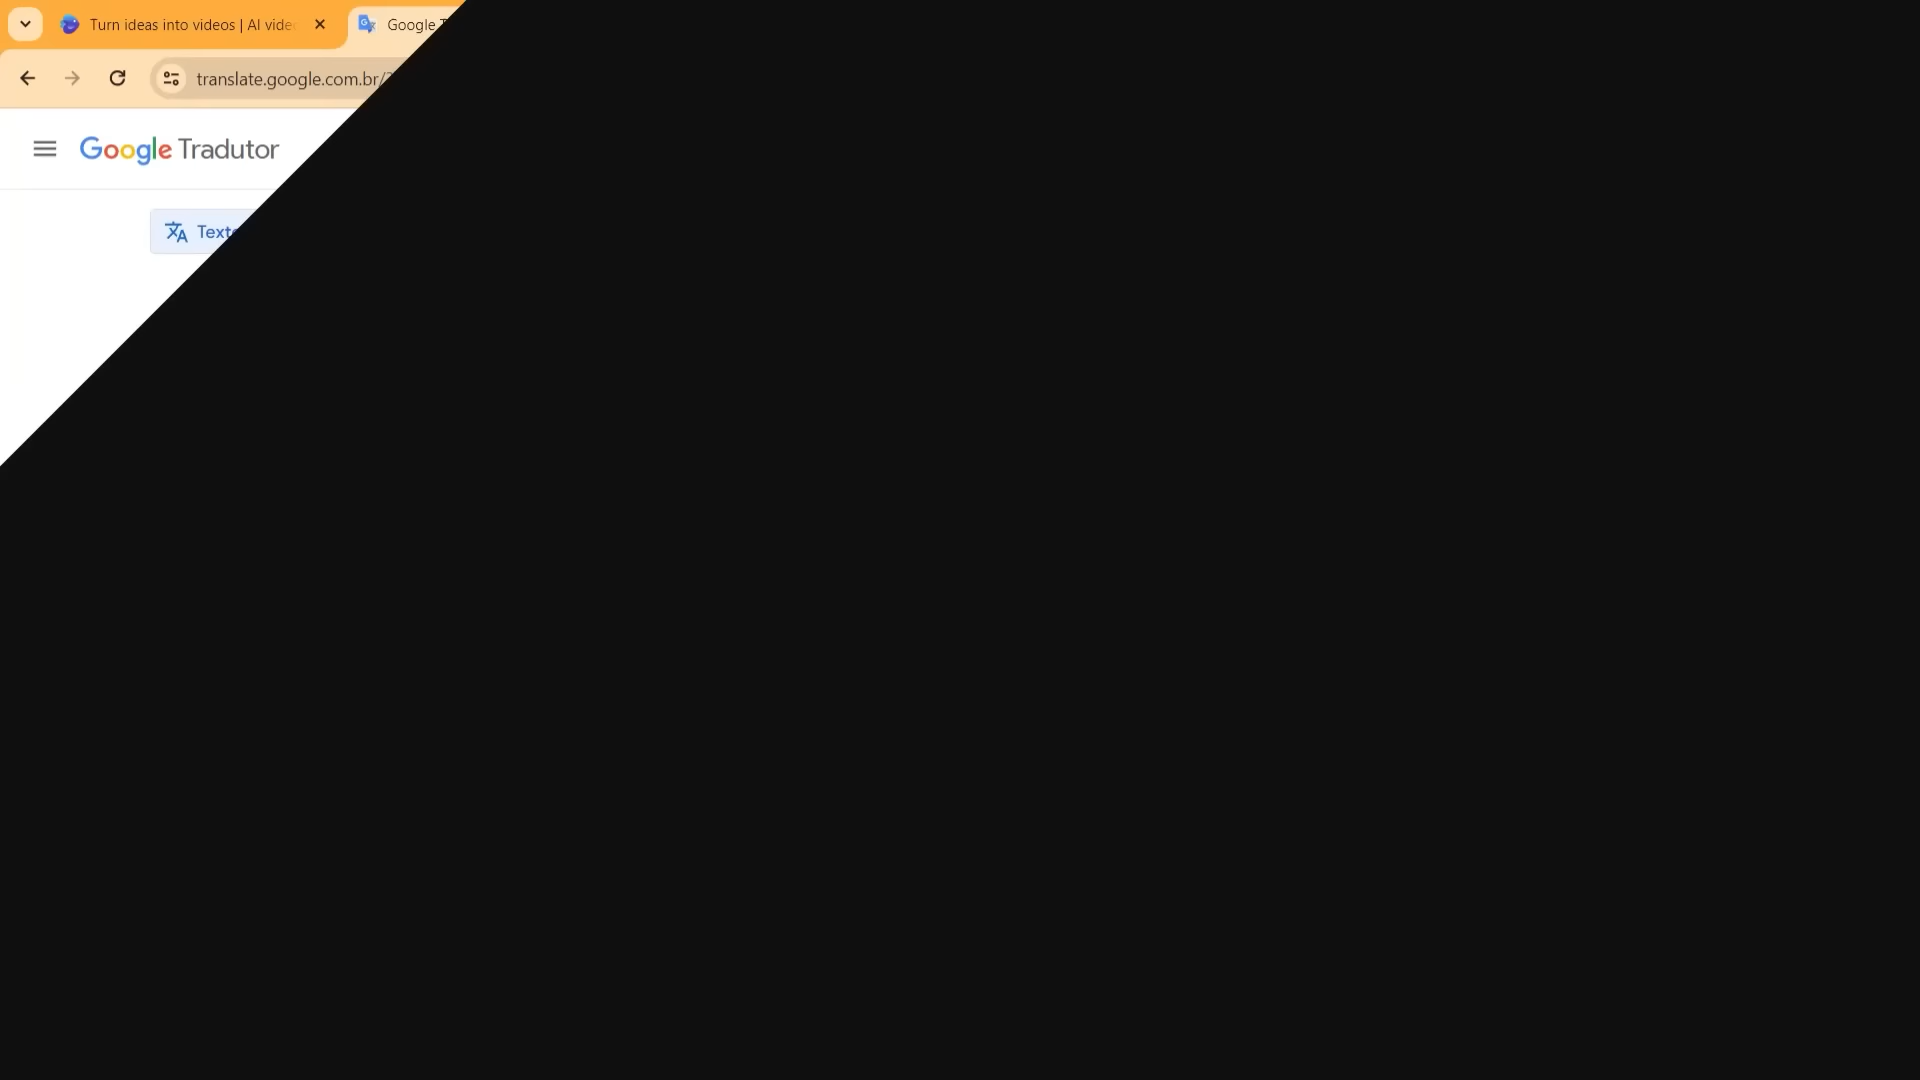 Turn ideas into videos | AI vide
Google
translate.google.com.br/
Google Tradutor
Texto